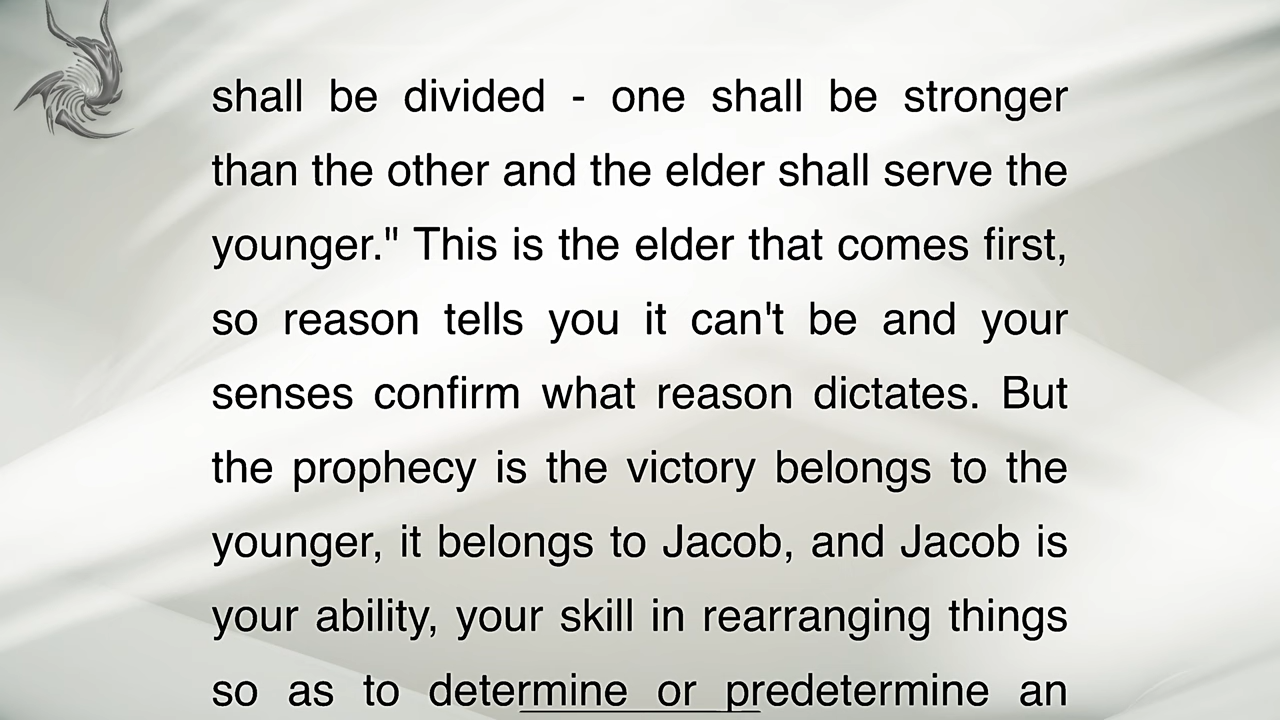 shall be divided - one shall be stronger
than the other and the elder shall serve the
younger." This is the elder that comes first,
so reason tells you it can't be and your
senses confirm what reason dictates. But
the prophecy is the victory belongs to the
younger, it belongs to Jacob, and Jacob is
your ability, your skill in rearranging things
so as to determine or predetermine an